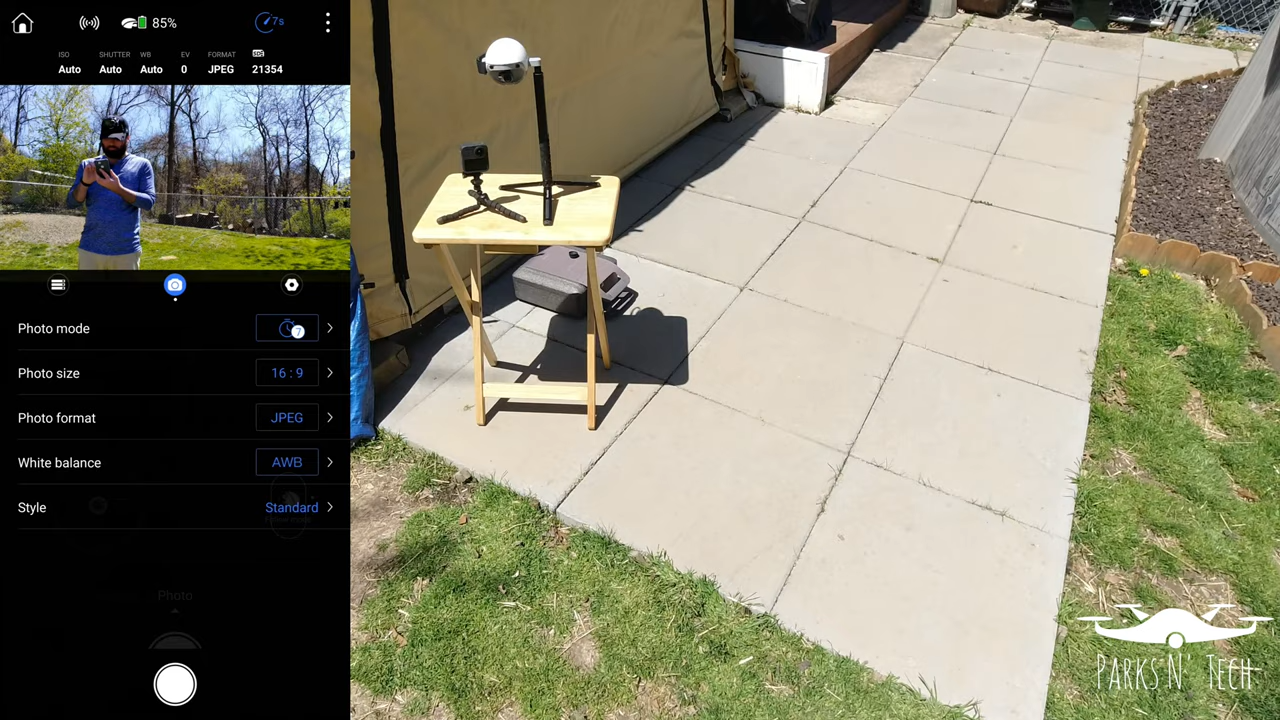 85%
7s
ISO SHUTTER WB EV FORMAT
Auto Auto Auto 0 JPEG 21354
Photo mode 7
Photo size 16 : 9
Photo format JPEG
White balance AWB
Style Standard
Photo
PARKS N' TECH